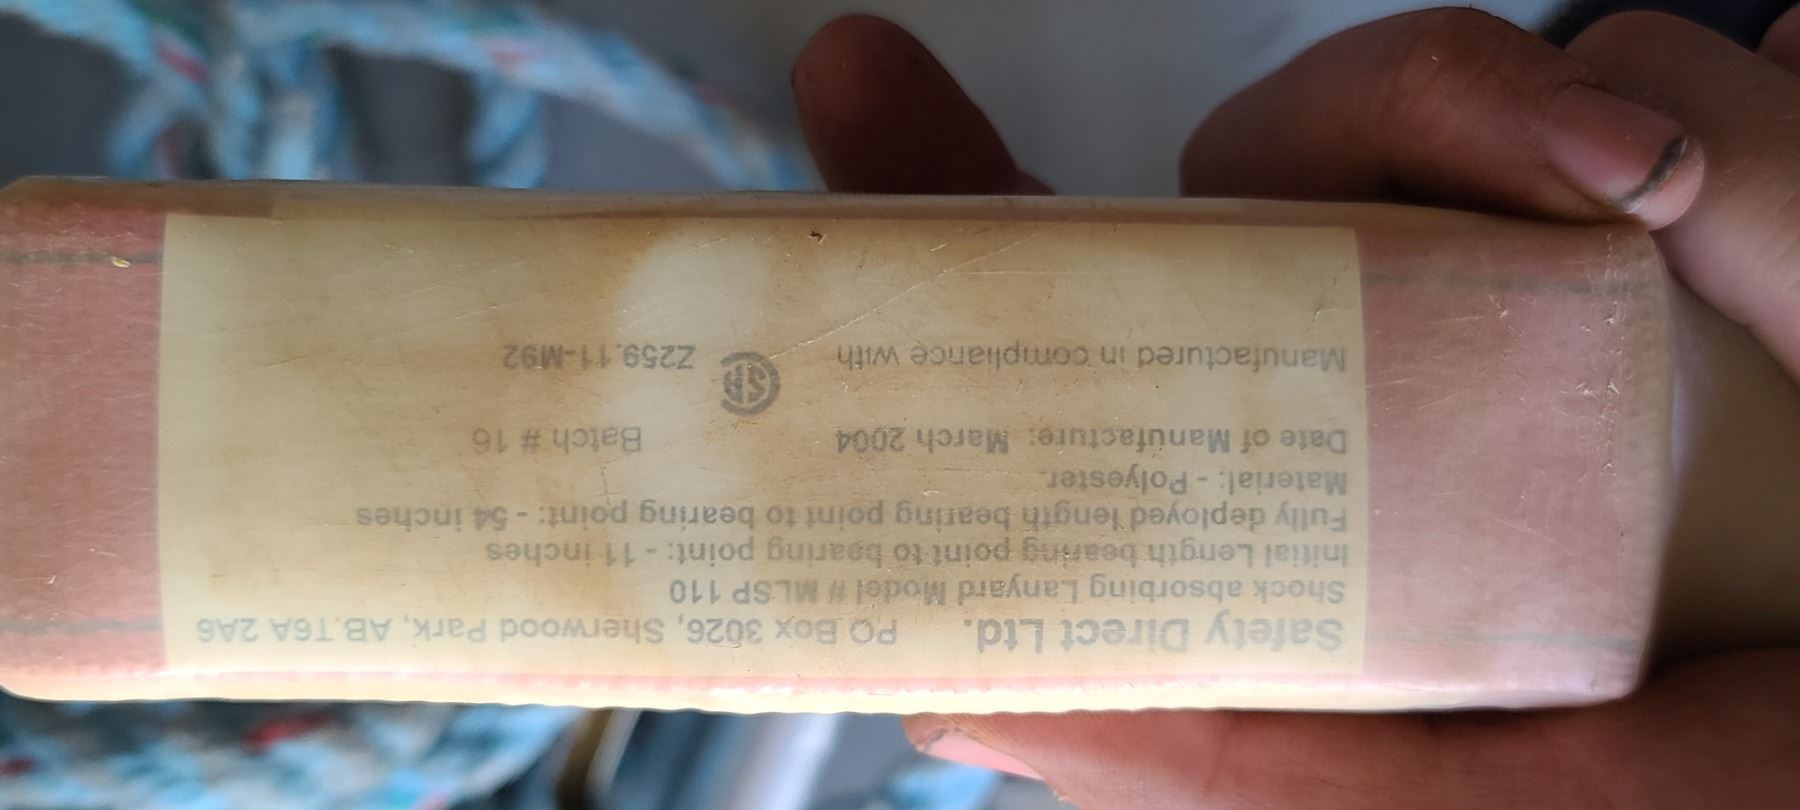 Safety Direct Ltd. PO Box 3026, Sherwood Park, AB.T6A 2A6
Shock absorbing Lanyard Model # MLSP 110
Initial Length bearing point to bearing point: - 11 inches
Fully deployed length bearing point to bearing point: - 54 inches
Material: - Polyester
Date of Manufacture: March 2004 Batch # 16
Manufactured in compliance with CSA Z259.11-M92